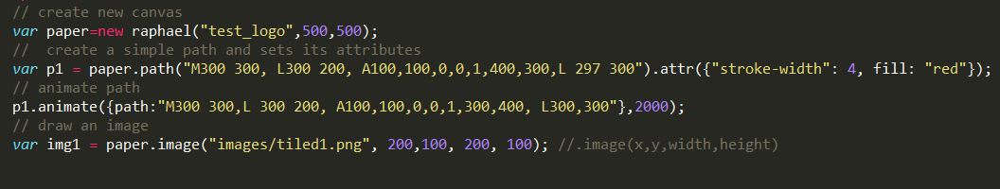 // create new canvas
var paper=new raphael("test_logo",500,500);
//  create a simple path and sets its attributes
var p1 = paper.path("M300 300, L300 200, A100,100,0,0,1,400,300,L 297 300").attr({"stroke-width": 4, fill: "red"});
// animate path
p1.animate({path:"M300 300,L 300 200, A100,100,0,0,1,300,400, L300,300"},2000);
// draw an image
var img1 = paper.image("images/tiled1.png", 200,100, 200, 100); //.image(x,y,width,height)